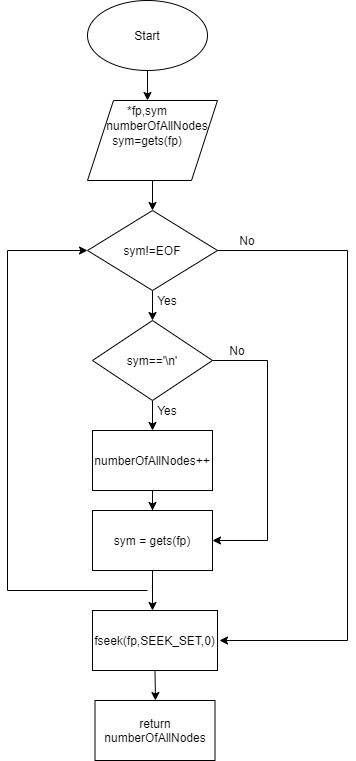 Start
*fp,sym
numberOfAllNodes
sym=gets(fp)
sym!=EOF
No
Yes
sym=='\n'
No
Yes
numberOfAllNodes++
sym = gets(fp)
fseek(fp,SEEK_SET,0)
return
numberOfAllNodes